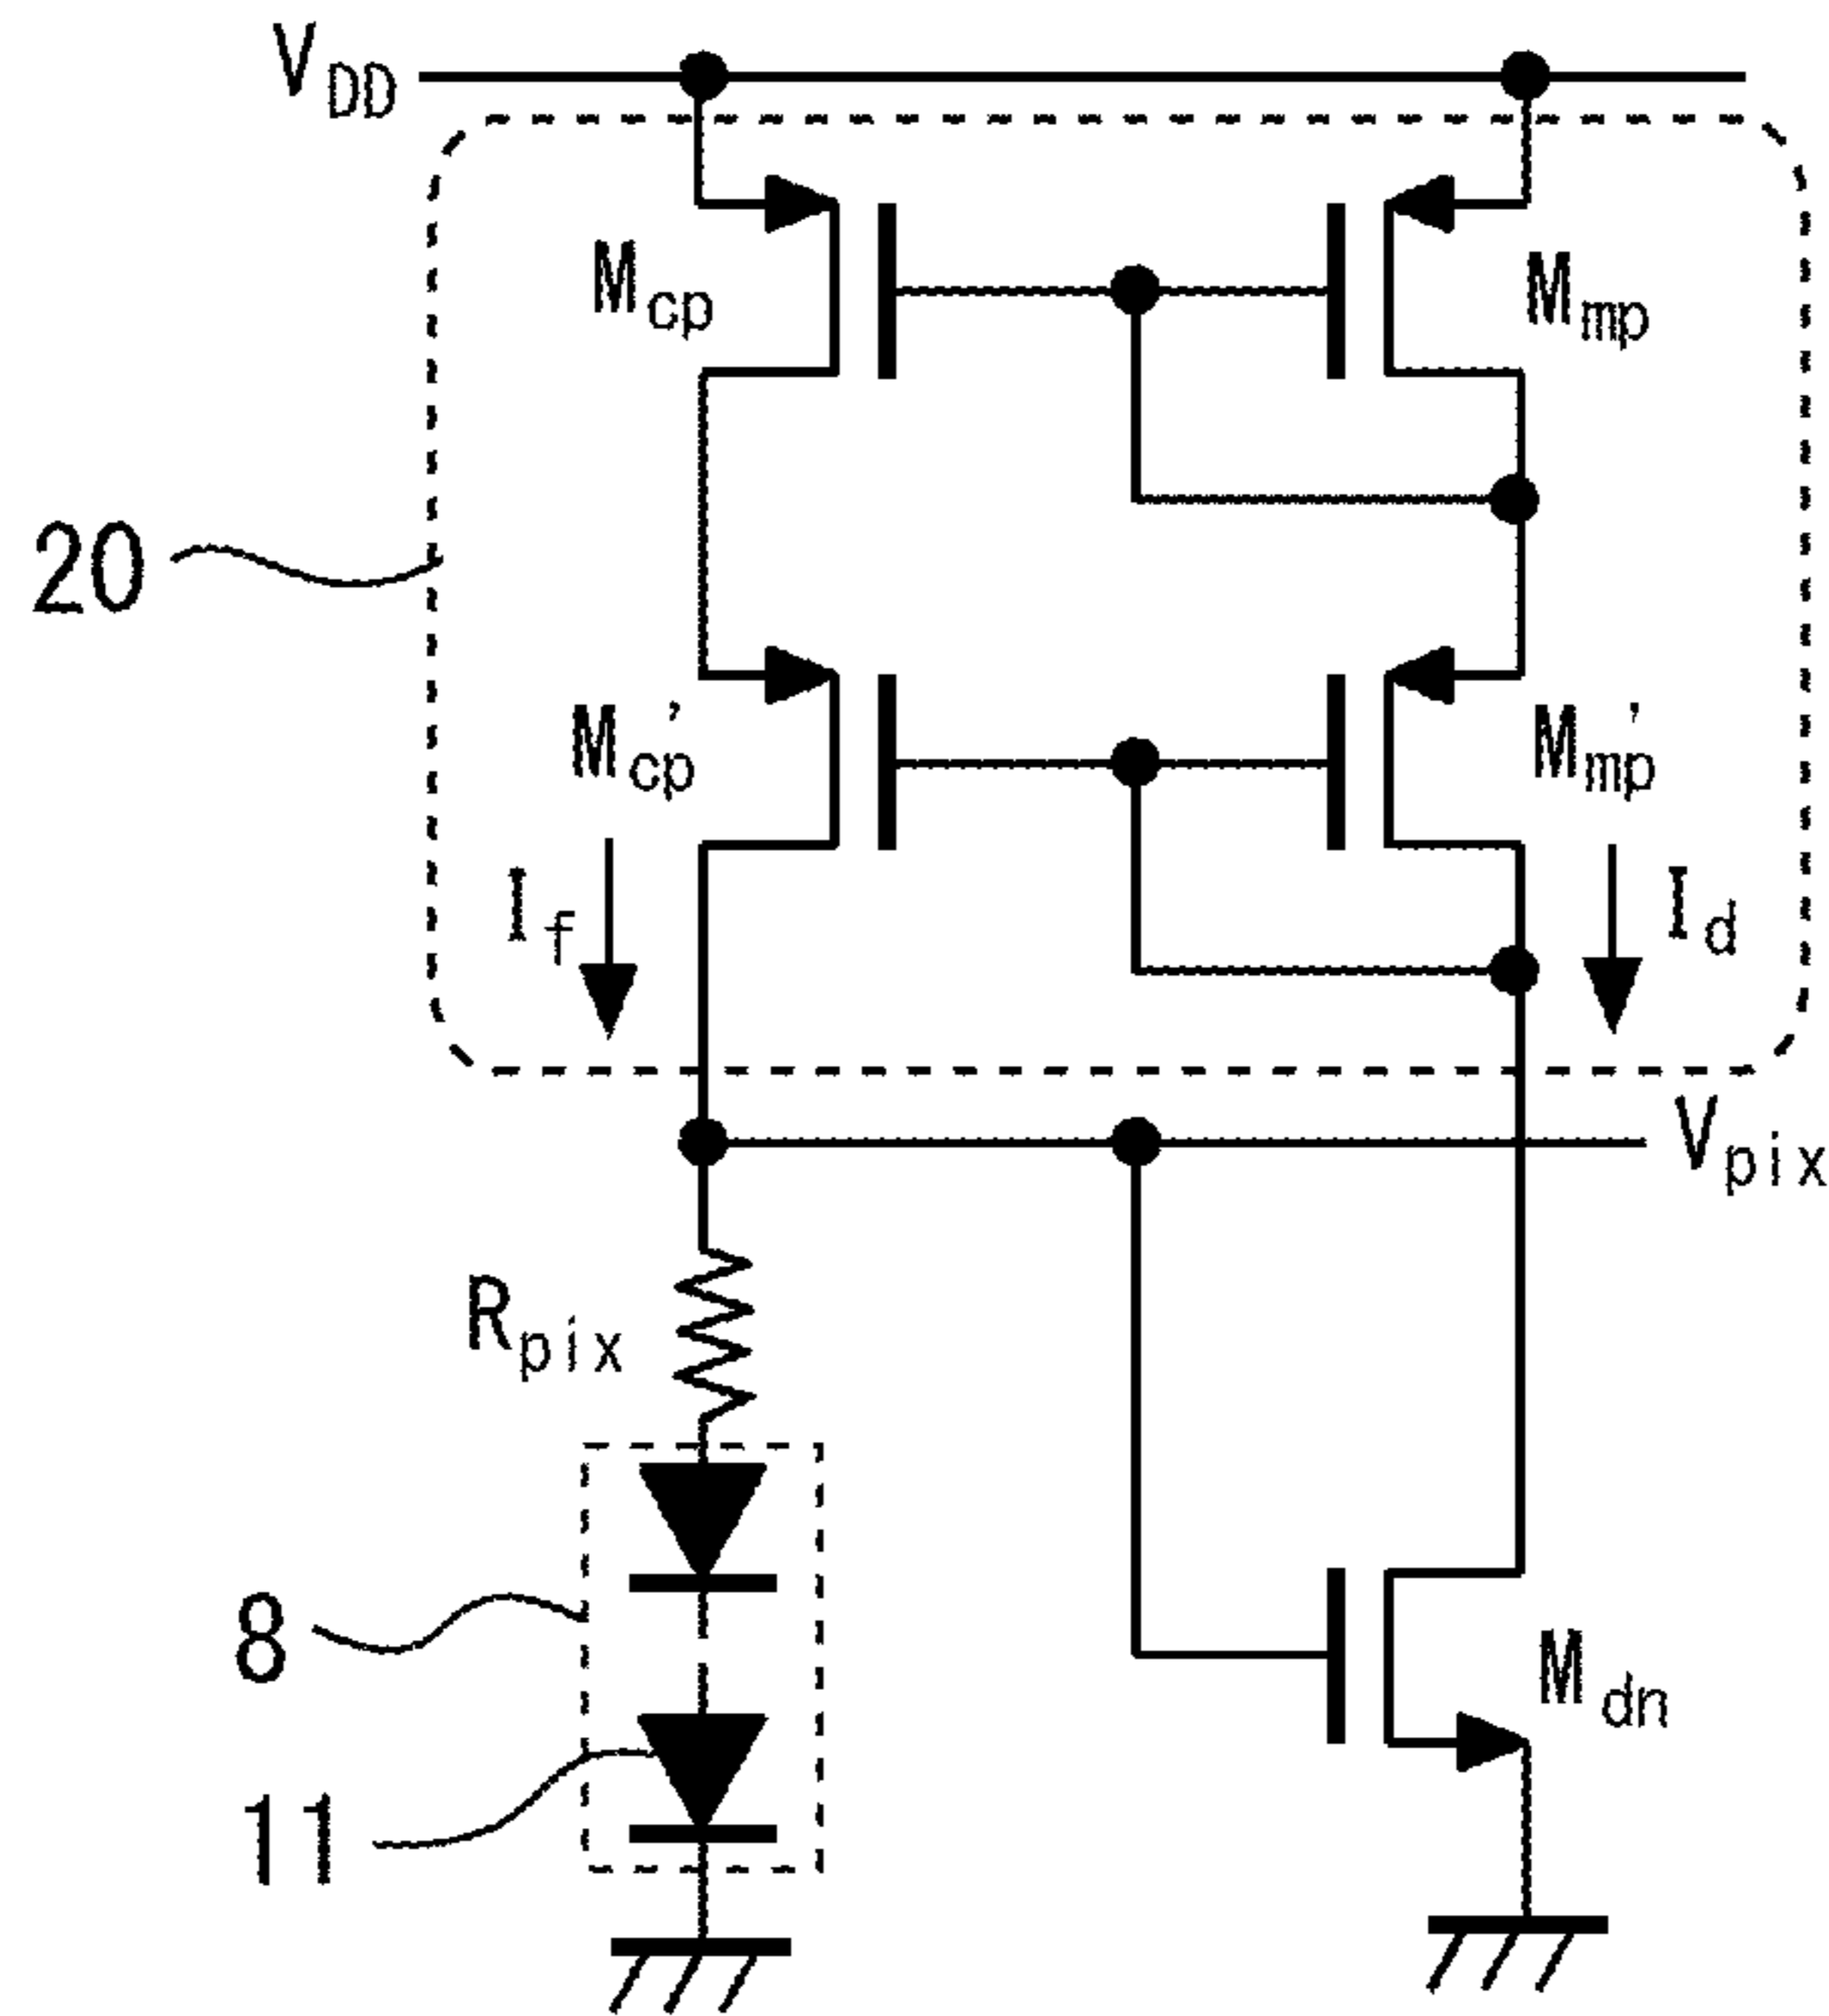 VDD
Mcp
Mmp
20
Mcp'
Mmp'
If
Id
Vpix
Rpix
8
Mdn
11